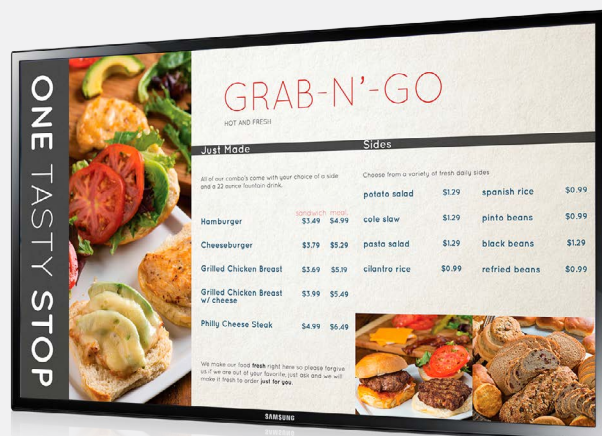 ONE TASTY STOP
GRAB-N'-GO
HOT AND FRESH
Just Made
All of our combo's come with your choice of a side
and a 22 ounce fountain drink.
sandwich meal
Hamburger $3.49 $4.99
Cheeseburger $3.79 $5.29
Grilled Chicken Breast $3.69 $5.19
Grilled Chicken Breast
w/ cheese $3.99 $5.49
Philly Cheese Steak $4.99 $6.49
We make our food fresh right here so please forgive
us if we are out of your favorite, just ask and we will
make it fresh to order just for you.
Sides
Choose from a variety of fresh daily sides
potato salad $1.29 spanish rice $0.99
cole slaw $1.29 pinto beans $0.99
pasta salad $1.29 black beans $1.29
cilantro rice $0.99 refried beans $0.99
SAMSUNG